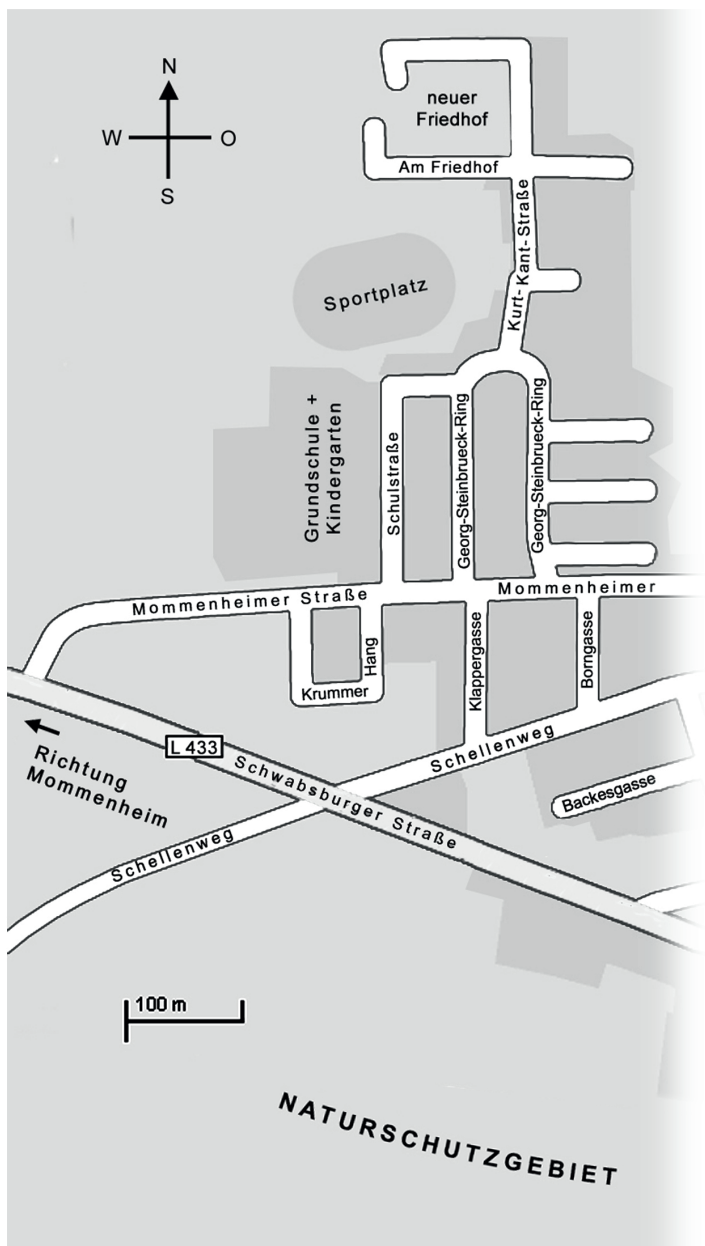 N
W
O
S
neuer
Friedhof
Am Friedhof
Kurt-Kant-Straße
Sportplatz
Grundschule +
Kindergarten
Schulstraße
Georg-Steinbrueck-Ring
Georg-Steinbrueck-Ring
Mommenheimer Straße
Mommenheimer
Krummer
Hang
Klappergasse
Borngasse
Schellenweg
Backesgasse
L 433
Schwabsburger Straße
Richtung
Mommenheim
Schellenweg
100 m
NATURSCHUTZGEBIET